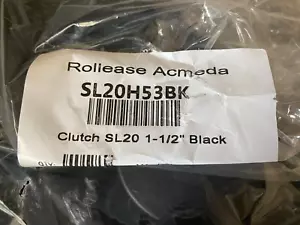 Rollease Acmeda
SL20H53BK
Clutch SL20 1-1/2" Black